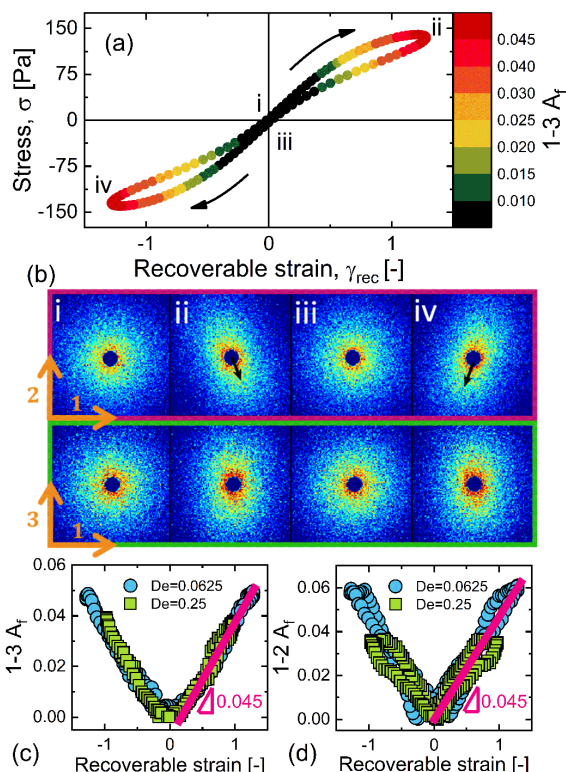 (a)
Stress, σ [Pa]
150
75
0
-75
-150
i
ii
iii
iv
-1
0
1
Recoverable strain, γrec [-]
0.045
0.040
0.030
0.025
0.015
0.010
1-3 Af
(b)
i ii iii iv
2
1
3
1
0.06
0.04
0.02
0.00
1-3 Af
De=0.0625
De=0.25
0.045
-1 0 1
(c) Recoverable strain [-]
0.06
0.04
0.02
0.00
1-2 Af
De=0.0625
De=0.25
0.045
-1 0 1
(d) Recoverable strain [-]